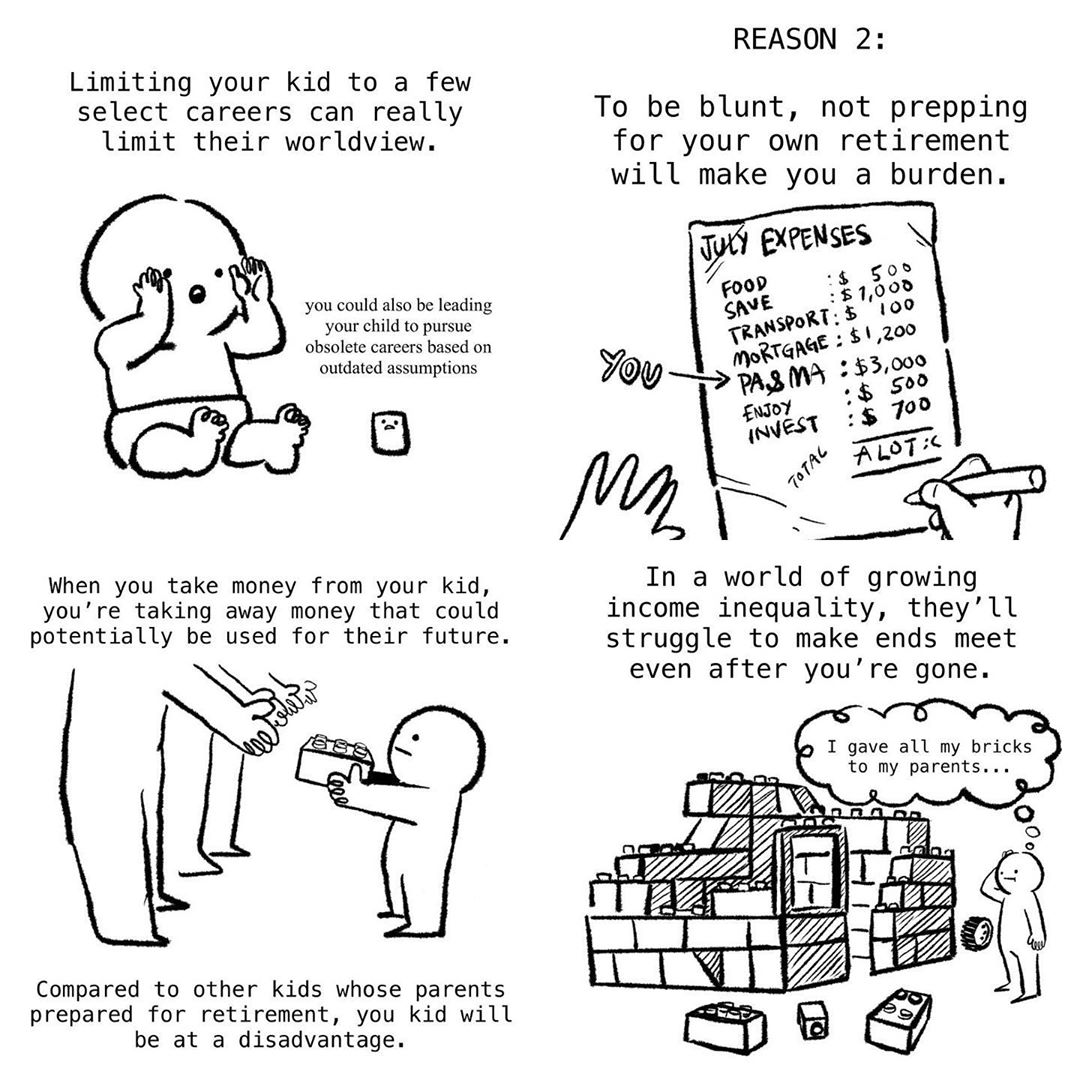 Limiting your kid to a few
select careers can really
limit their worldview.
you could also be leading
your child to pursue
obsolete careers based on
outdated assumptions
REASON 2:
To be blunt, not prepping
for your own retirement
will make you a burden.
JULY EXPENSES
FOOD : $ 500
SAVE : $ 1,000
TRANSPORT : $ 100
MORTGAGE : $1,200
YOU
PA & MA : $3,000
ENJOY : $ 500
INVEST : $ 700
TOTAL A LOT :C
When you take money from your kid,
you're taking away money that could
potentially be used for their future.
Compared to other kids whose parents
prepared for retirement, you kid will
be at a disadvantage.
In a world of growing
income inequality, they'll
struggle to make ends meet
even after you're gone.
I gave all my bricks
to my parents...